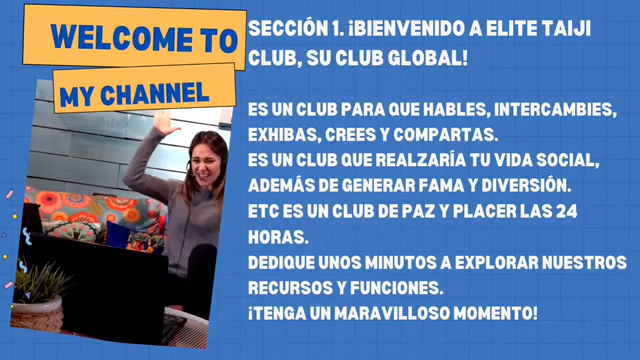 WELCOME TO
MY CHANNEL
SECCIÓN 1. ¡BIENVENIDO A ELITE TAIJI
CLUB, SU CLUB GLOBAL!
ES UN CLUB PARA QUE HABLES, INTERCAMBIES,
EXHIBAS, CREES Y COMPARTAS.
ES UN CLUB QUE REALZARÍA TU VIDA SOCIAL,
ADEMÁS DE GENERAR FAMA Y DIVERSIÓN.
ETC ES UN CLUB DE PAZ Y PLACER LAS 24
HORAS.
DEDIQUE UNOS MINUTOS A EXPLORAR NUESTROS
RECURSOS Y FUNCIONES.
¡TENGA UN MARAVILLOSO MOMENTO!